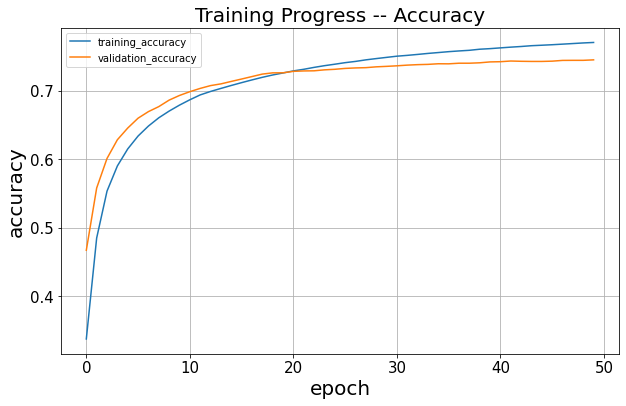 Training Progress -- Accuracy
training_accuracy
validation_accuracy
0.7
0.6
0.5
0.4
accuracy
0 10 20 30 40 50
epoch